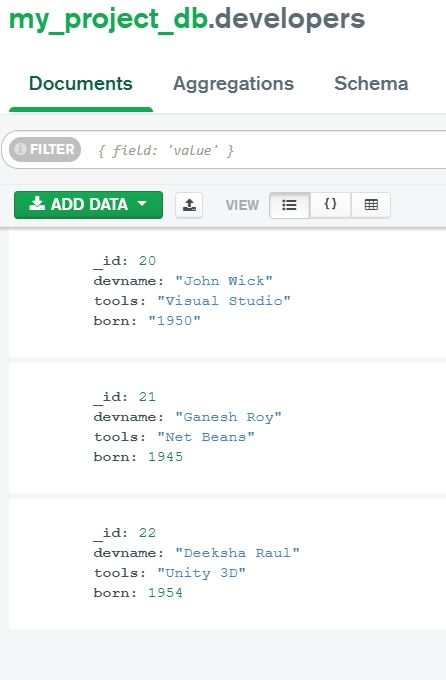 my_project_db.developers
Documents Aggregations Schema
FILTER { field: 'value' }
ADD DATA VIEW { }
_id: 20
devname: "John Wick"
tools: "Visual Studio"
born: "1950"
_id: 21
devname: "Ganesh Roy"
tools: "Net Beans"
born: 1945
_id: 22
devname: "Deeksha Raul"
tools: "Unity 3D"
born: 1954